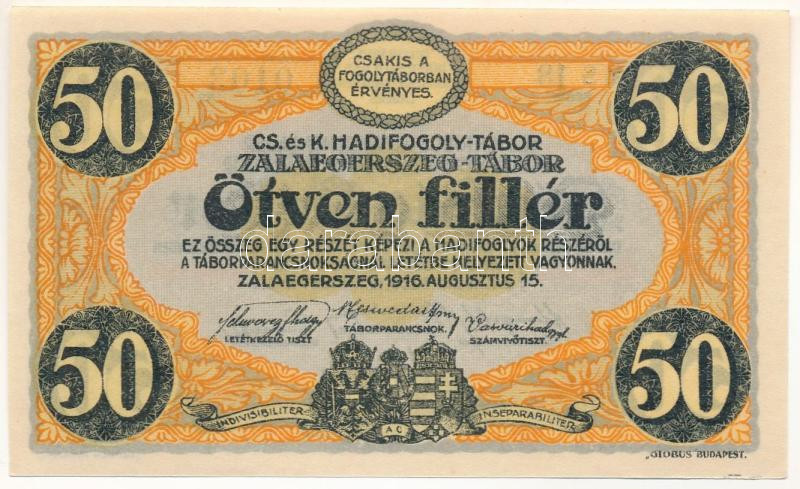 50
50
CSAKIS A
FOGOLYTÁBORBAN
ÉRVÉNYES.
CS. és K. HADIFOGOLY-TÁBOR
ZALAEGERSZEG-TÁBOR
Ötven fillér
EZ ÖSSZEG EGY RÉSZÉT KÉPEZI A HADIFOGLYOK RÉSZÉRŐL
A TÁBORPARANCSNOKSÁGNÁL LETÉTBE HELYEZETT VAGYONNAK.
ZALAEGERSZEG, 1916. AUGUSZTUS 15.
LETÉTKEZELŐ TISZT
TÁBORPARANCSNOK.
SZÁMVIVŐTISZT.
50
50
INDIVISIBILITER
AC
INSEPARABILITER
„GLOBUS" BUDAPEST.
darabanth